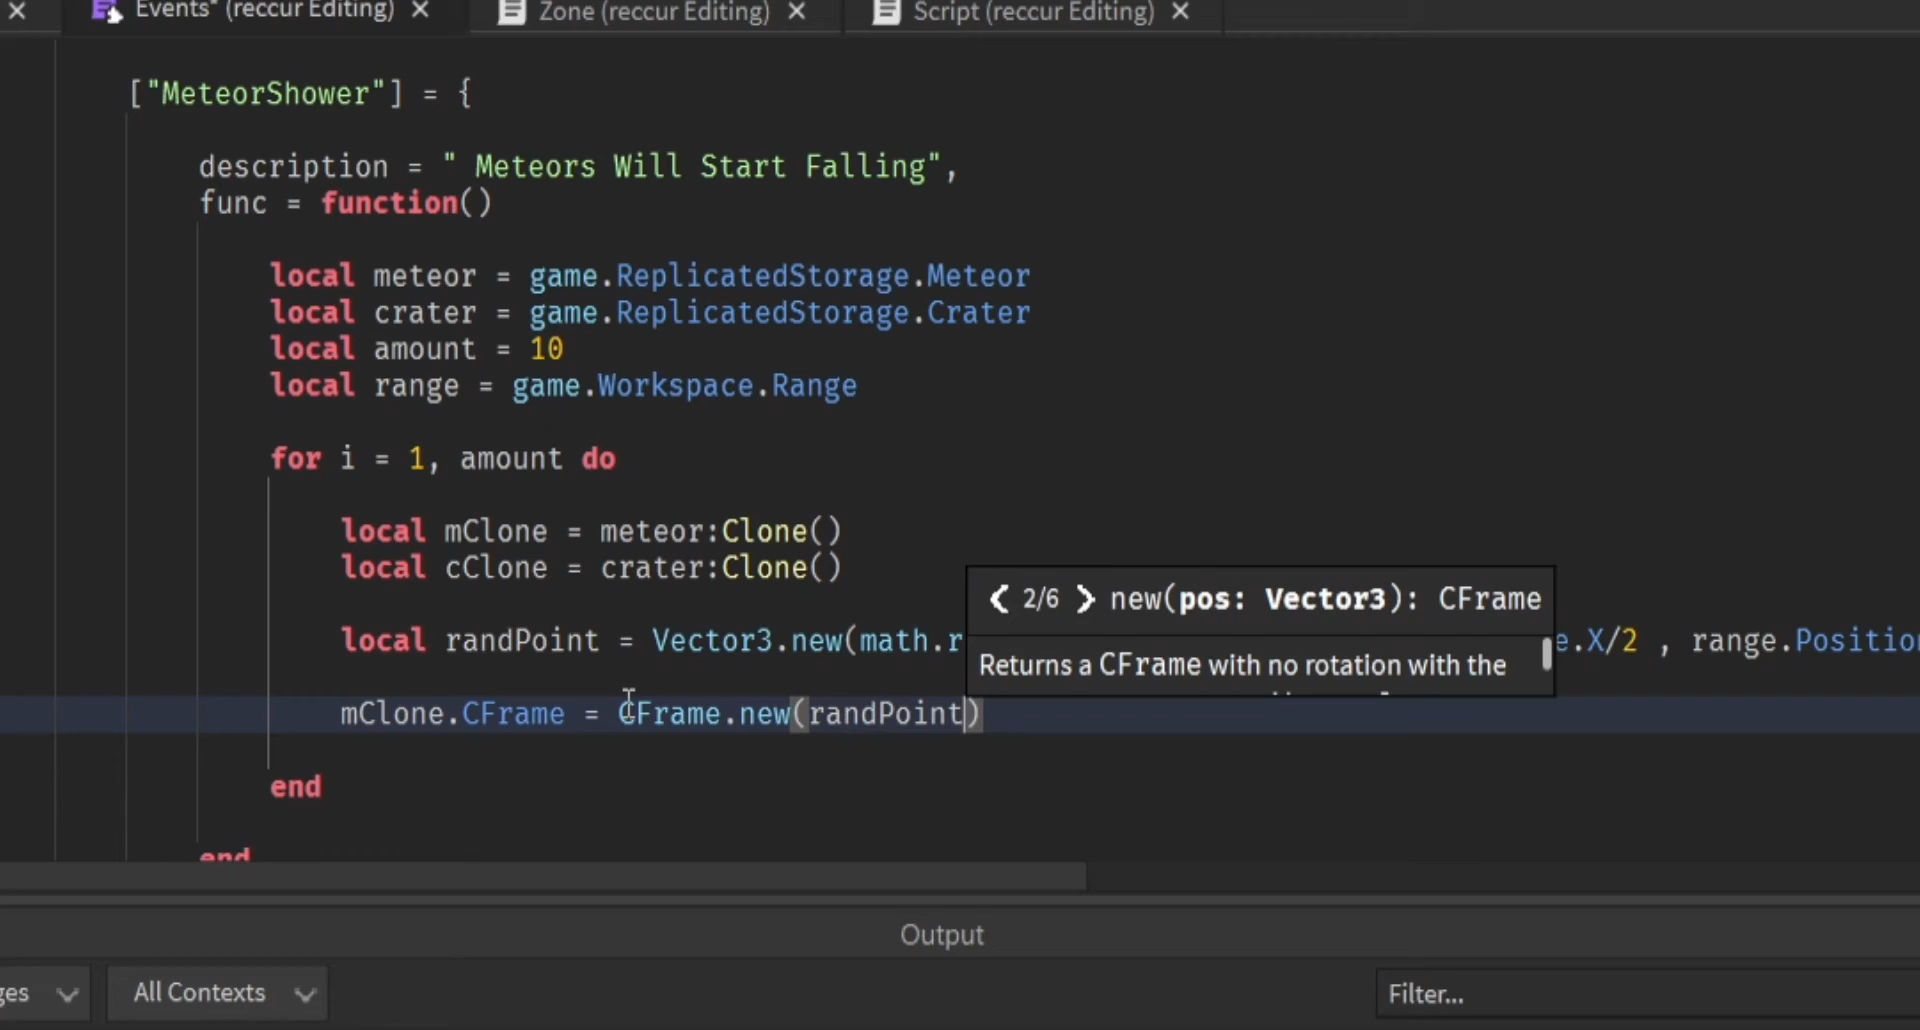 Events* (reccur Editing) × Zone (reccur Editing) × Script (reccur Editing) ×
["MeteorShower"] = {
description = " Meteors Will Start Falling",
func = function()
local meteor = game.ReplicatedStorage.Meteor
local crater = game.ReplicatedStorage.Crater
local amount = 10
local range = game.Workspace.Range
for i = 1, amount do
local mClone = meteor:Clone()
local cClone = crater:Clone()
2/6 new(pos: Vector3): CFrame
local randPoint = Vector3.new(math.r e.X/2 , range.Position
Returns a CFrame with no rotation with the
mClone.CFrame = CFrame.new(randPoint)
end
end
Output
ges All Contexts Filter...